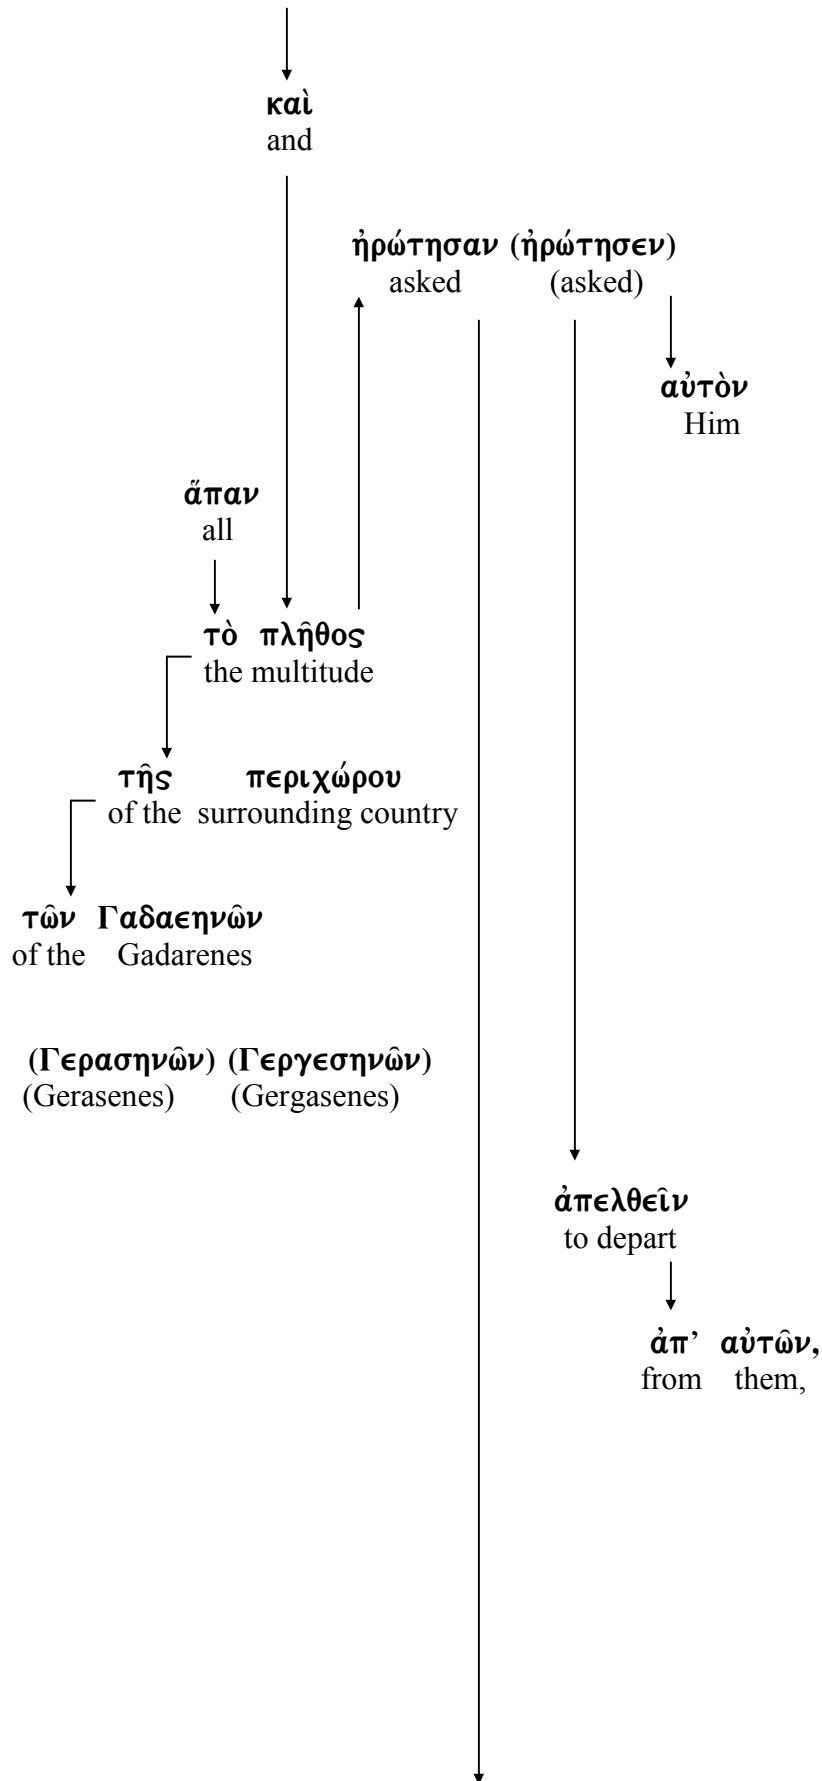 καὶ
and
ἠρώτησαν (ἠρώτησεν)
asked (asked)
αὐτὸν
Him
ἅπαν
all
τὸ πλῆθος
the multitude
τῆς περιχώρου
of the surrounding country
τῶν Γαδαεηνῶν
of the Gadarenes
(Γερασηνῶν) (Γεργεσηνῶν)
(Gerasenes) (Gergasenes)
ἀπελθεῖν
to depart
ἀπ’ αὐτῶν,
from them,